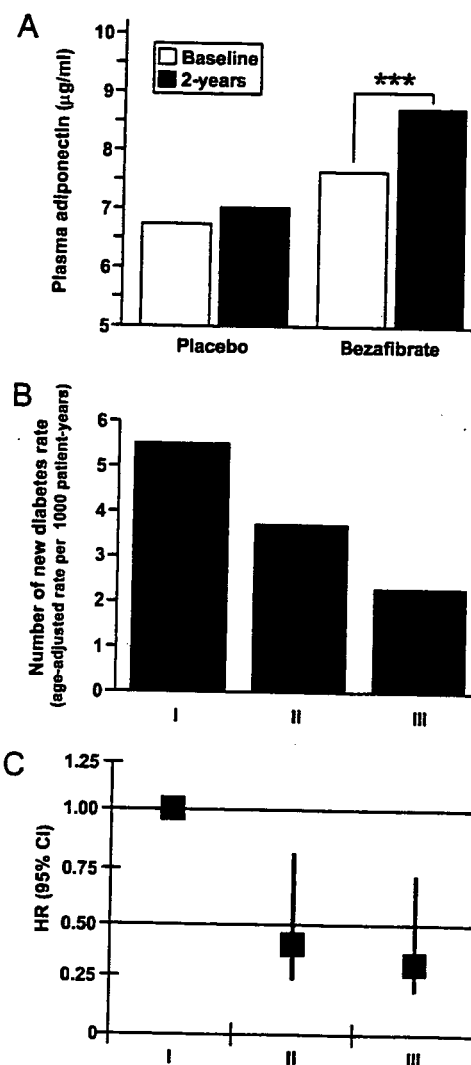 A
Plasma adiponectin (μg/ml)
10
9
8
7
6
5
Baseline
2-years
***
Placebo
Bezafibrate
B
Number of new diabetes rate
(age-adjusted rate per 1000 patient-years)
6
5
4
3
2
1
0
I
II
III
C
HR (95% CI)
1.25
1.00
0.75
0.50
0.25
0
I
II
III